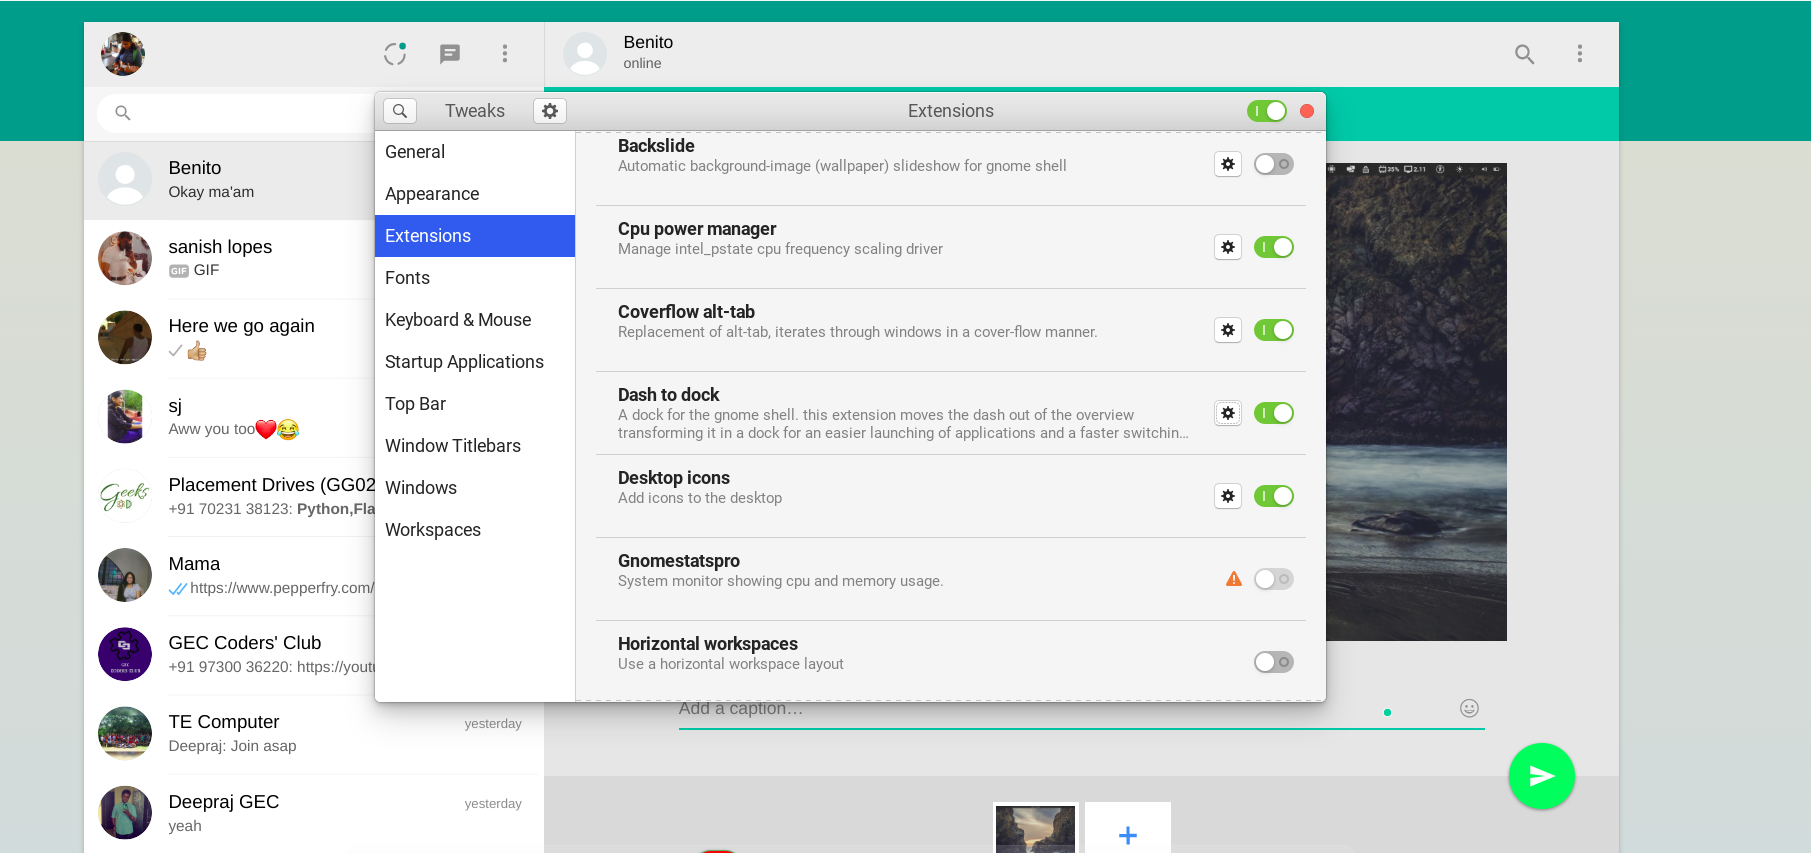 Benito
online
Tweaks
Extensions
General
Appearance
Extensions
Fonts
Keyboard & Mouse
Startup Applications
Top Bar
Window Titlebars
Windows
Workspaces
Backslide
Automatic background-image (wallpaper) slideshow for gnome shell
Cpu power manager
Manage intel_pstate cpu frequency scaling driver
Coverflow alt-tab
Replacement of alt-tab, iterates through windows in a cover-flow manner.
Dash to dock
A dock for the gnome shell. this extension moves the dash out of the overview
transforming it in a dock for an easier launching of applications and a faster switchin…
Desktop icons
Add icons to the desktop
Gnomestatspro
System monitor showing cpu and memory usage.
Horizontal workspaces
Use a horizontal workspace layout
Benito
Okay ma'am
sanish lopes
GIF GIF
Here we go again
👍🏼
sj
Aww you too❤️😂
Geeks
Placement Drives (GG02
+91 70231 38123: Python,Fla
Mama
https://www.pepperfry.com/
GEC Coders' Club
+91 97300 36220: https://yout
GEC
CODERS CLUB
TE Computer
yesterday
Deepraj: Join asap
Deepraj GEC
yesterday
yeah
35%
2.11
Add a caption…